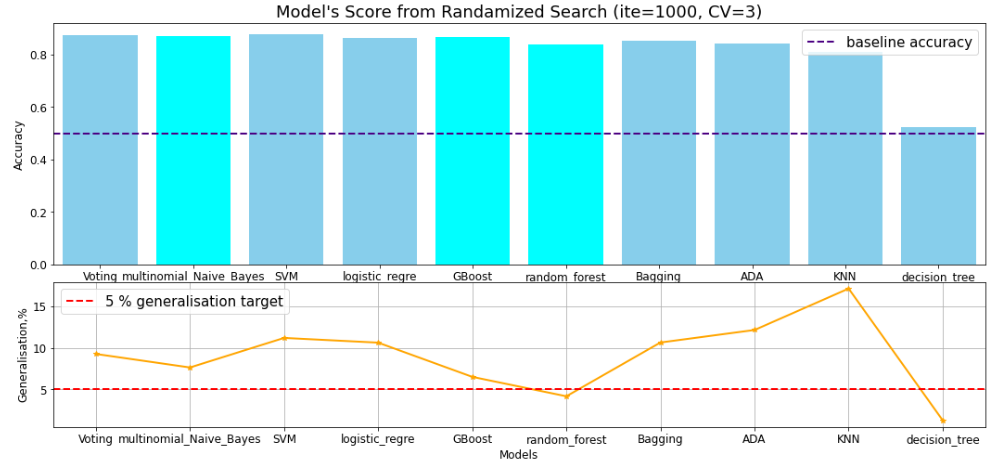 Model's Score from Randamized Search (ite=1000, CV=3)
baseline accuracy
Accuracy
0.8
0.6
0.4
0.2
0.0
Voting multinomial_Naive_Bayes SVM logistic_regre GBoost random_forest Bagging ADA KNN decision_tree
5 % generalisation target
Generalisation,%
15
10
5
Voting multinomial_Naive_Bayes SVM logistic_regre GBoost random_forest Bagging ADA KNN decision_tree
Models